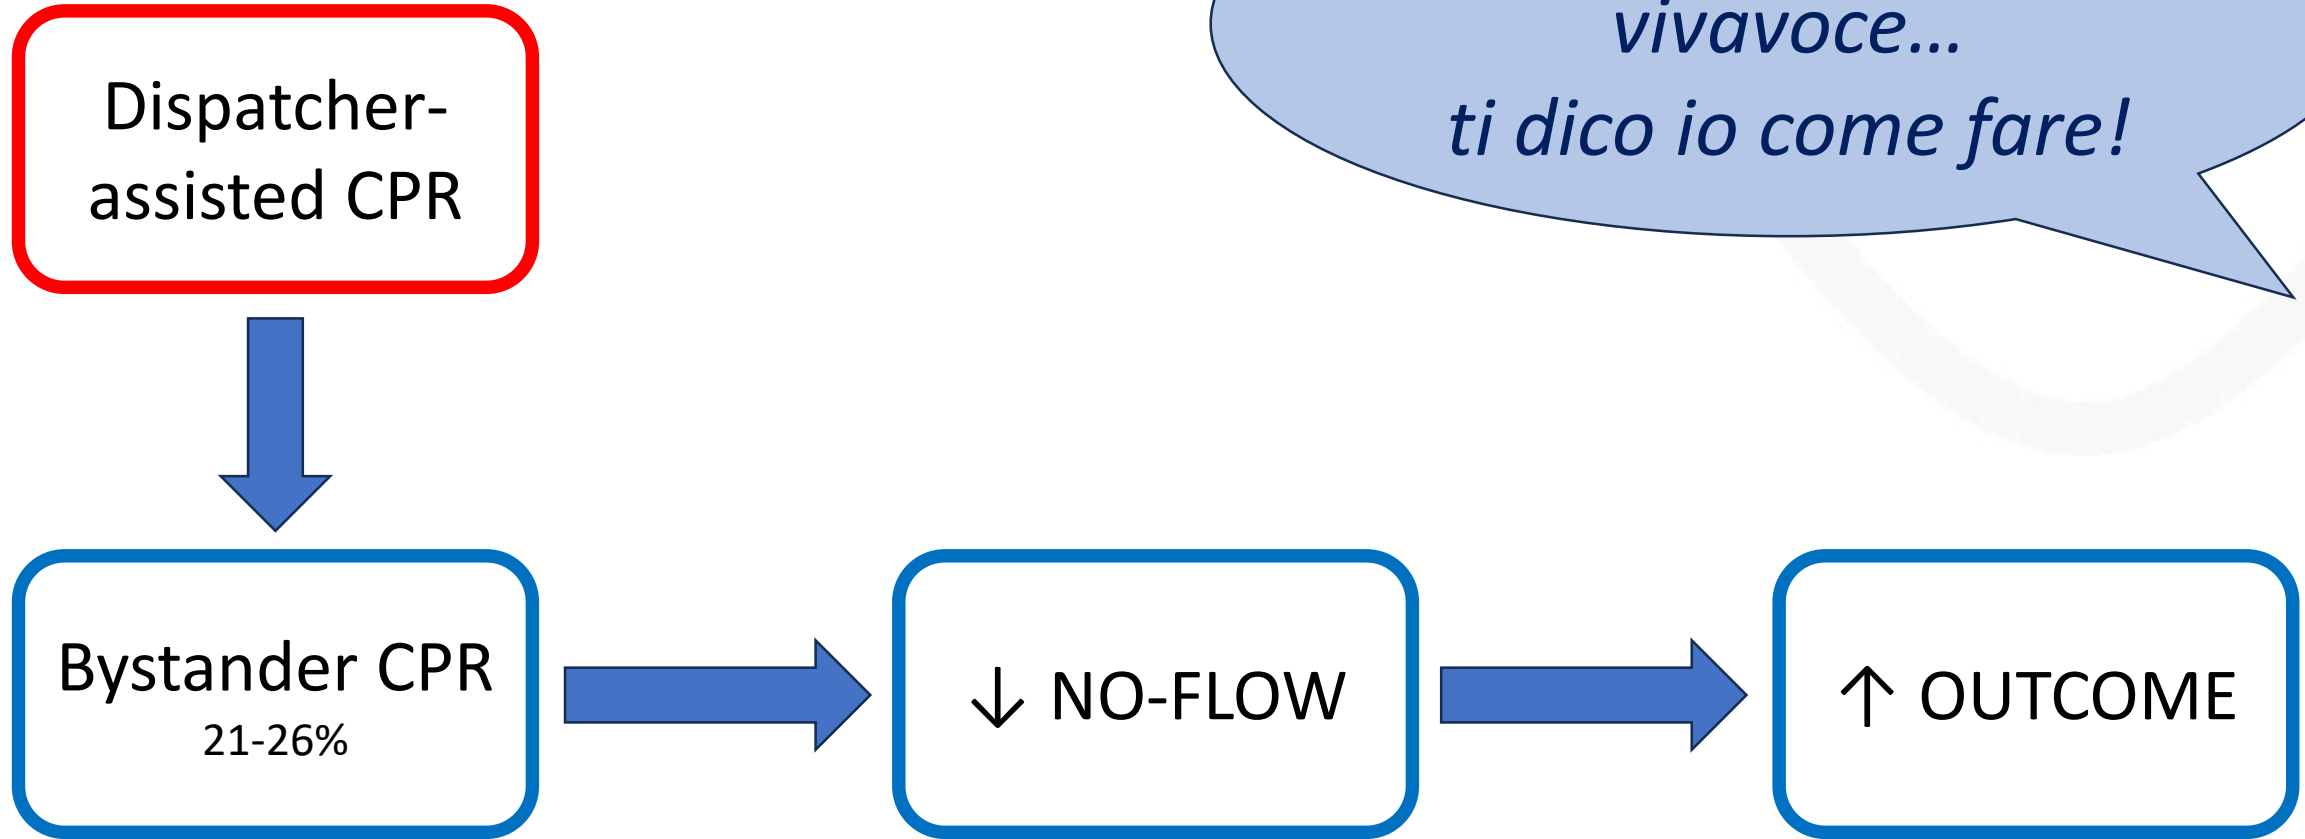 vivavoce...
ti dico io come fare!
Dispatcher-
assisted CPR
Bystander CPR
21-26%
↓ NO-FLOW
↑ OUTCOME